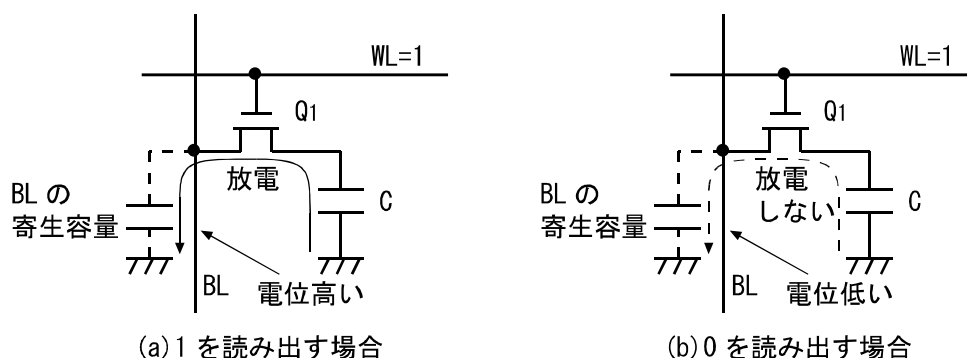 WL=1
Q1
放電
C
BL の
寄生容量
BL
電位高い
(a)1 を読み出す場合
WL=1
Q1
放電
しない
C
BL の
寄生容量
BL
電位低い
(b)0 を読み出す場合